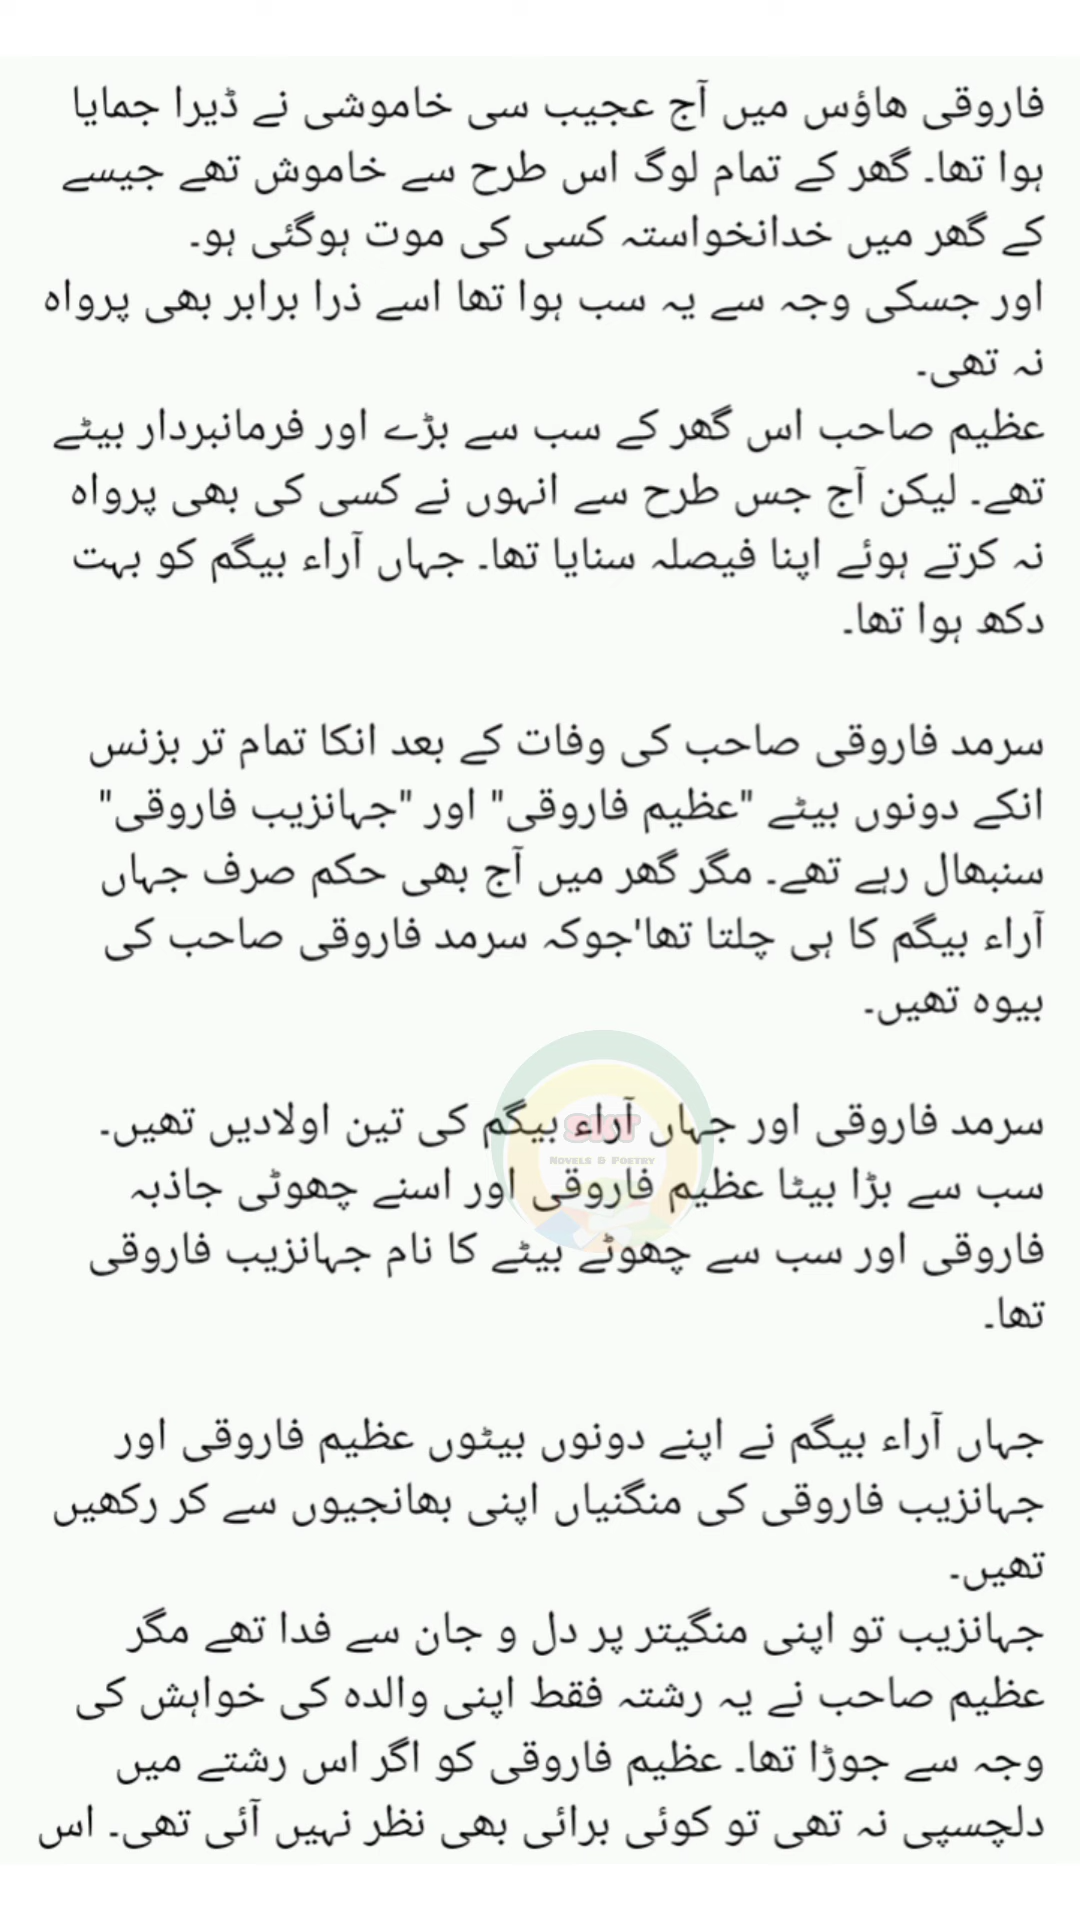 فاروقی ھاؤس میں آج عجیب سی خاموشی نے ڈیرا جمایا
ہوا تھا۔ گھر کے تمام لوگ اس طرح سے خاموش تھے جیسے
کے گھر میں خدانخواستہ کسی کی موت ہوگئی ہو۔
اور جسکی وجہ سے یہ سب ہوا تھا اسے ذرا برابر بھی پرواہ
نہ تھی۔
عظیم صاحب اس گھر کے سب سے بڑے اور فرمانبردار بیٹے
تھے۔ لیکن آج جس طرح سے انہوں نے کسی کی بھی پرواہ
نہ کرتے ہوئے اپنا فیصلہ سنایا تھا۔ جہاں آراء بیگم کو بہت
دکھ ہوا تھا۔
سرمد فاروقی صاحب کی وفات کے بعد انکا تمام تر بزنس
انکے دونوں بیٹے "عظیم فاروقی" اور "جہانزیب فاروقی"
سنبھال رہے تھے۔ مگر گھر میں آج بھی حکم صرف جہاں
آراء بیگم کا ہی چلتا تھا'جوکہ سرمد فاروقی صاحب کی
بیوہ تھیں۔
سرمد فاروقی اور جہاں آراء بیگم کی تین اولادیں تھیں۔
SKT
NOVELS & POETRY
سب سے بڑا بیٹا عظیم فاروقی اور اسنے چھوٹی جاذبہ
فاروقی اور سب سے چھوٹے بیٹے کا نام جہانزیب فاروقی
تھا۔
جہاں آراء بیگم نے اپنے دونوں بیٹوں عظیم فاروقی اور
جہانزیب فاروقی کی منگنیاں اپنی بھانجیوں سے کر رکھیں
تھیں۔
جہانزیب تو اپنی منگیتر پر دل و جان سے فدا تھے مگر
عظیم صاحب نے یہ رشتہ فقط اپنی والدہ کی خواہش کی
وجہ سے جوڑا تھا۔ عظیم فاروقی کو اگر اس رشتے میں
دلچسپی نہ تھی تو کوئی برائی بھی نظر نہیں آئی تھی۔ اس